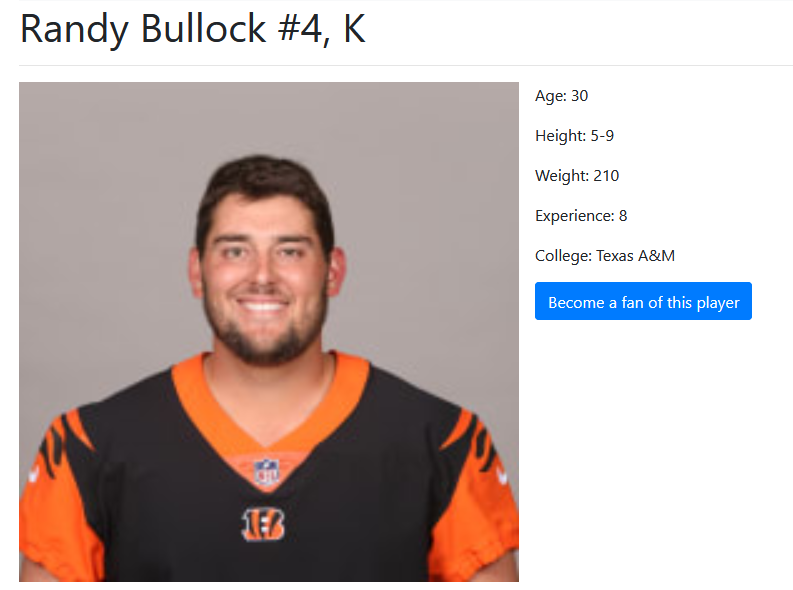 Randy Bullock #4, K
Age: 30
Height: 5-9
Weight: 210
Experience: 8
College: Texas A&M
Become a fan of this player